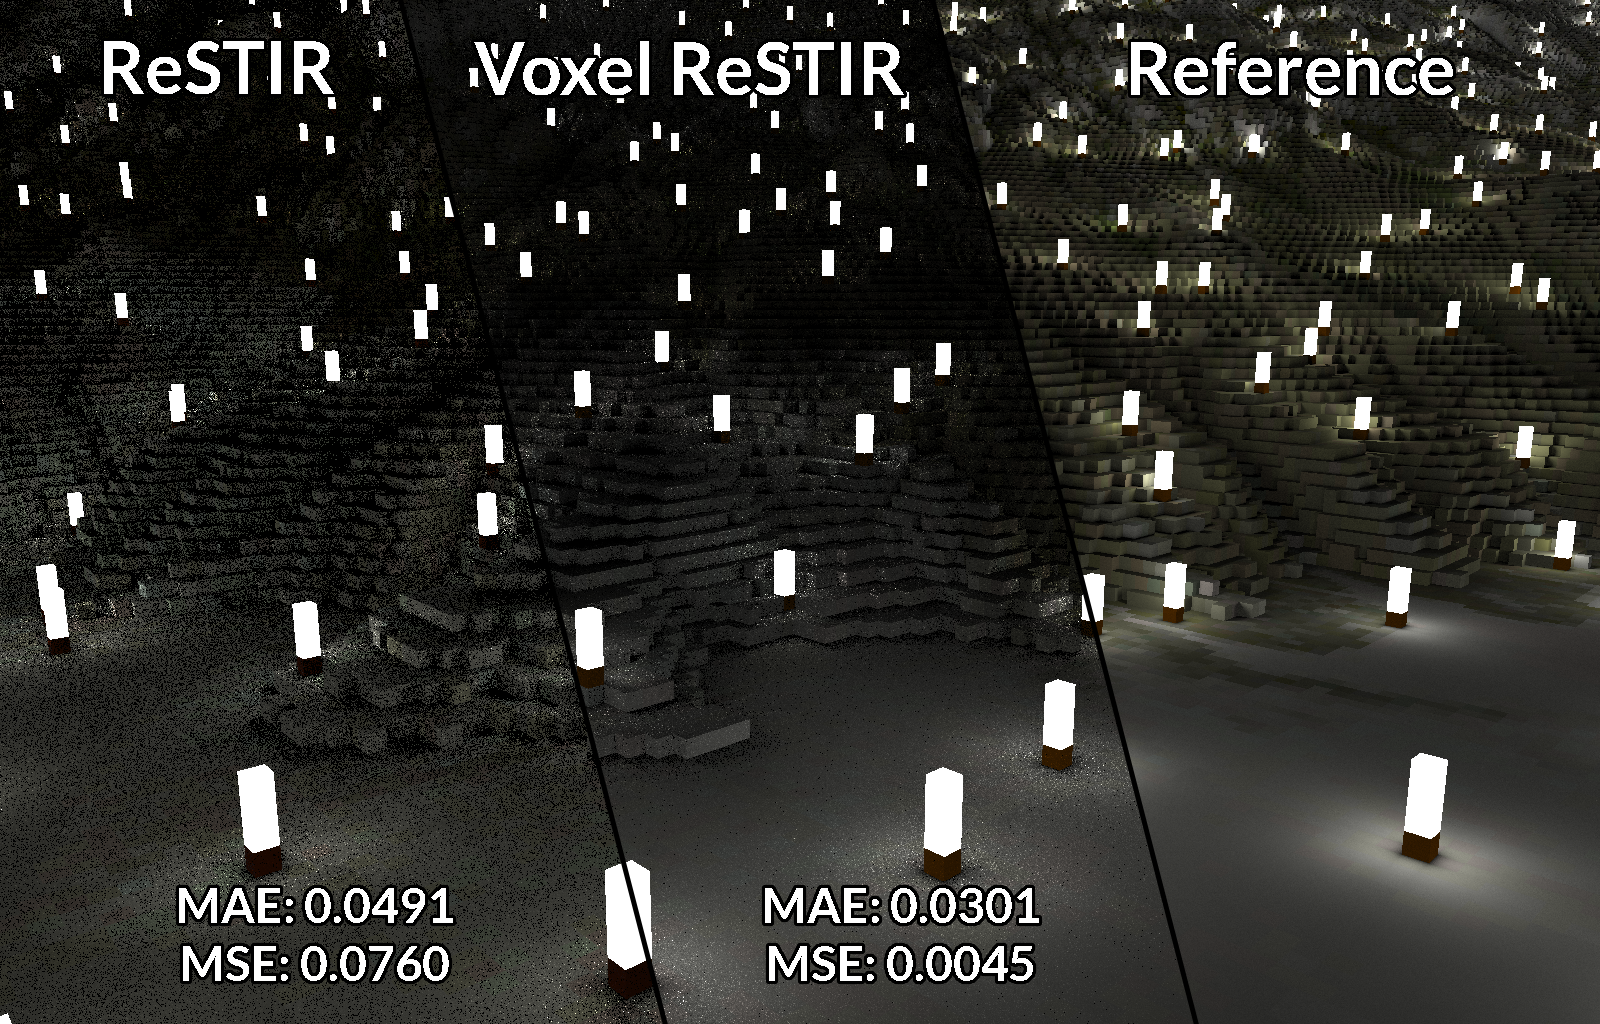 ReSTIR
Voxel ReSTIR
Reference
MAE: 0.0491
MSE: 0.0760
MAE: 0.0301
MSE: 0.0045